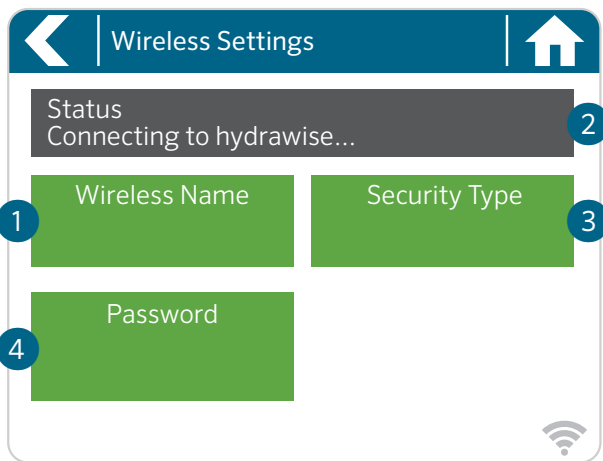 Wireless Settings
Status
Connecting to hydrawise...
2
Wireless Name
Security Type
1
3
Password
4